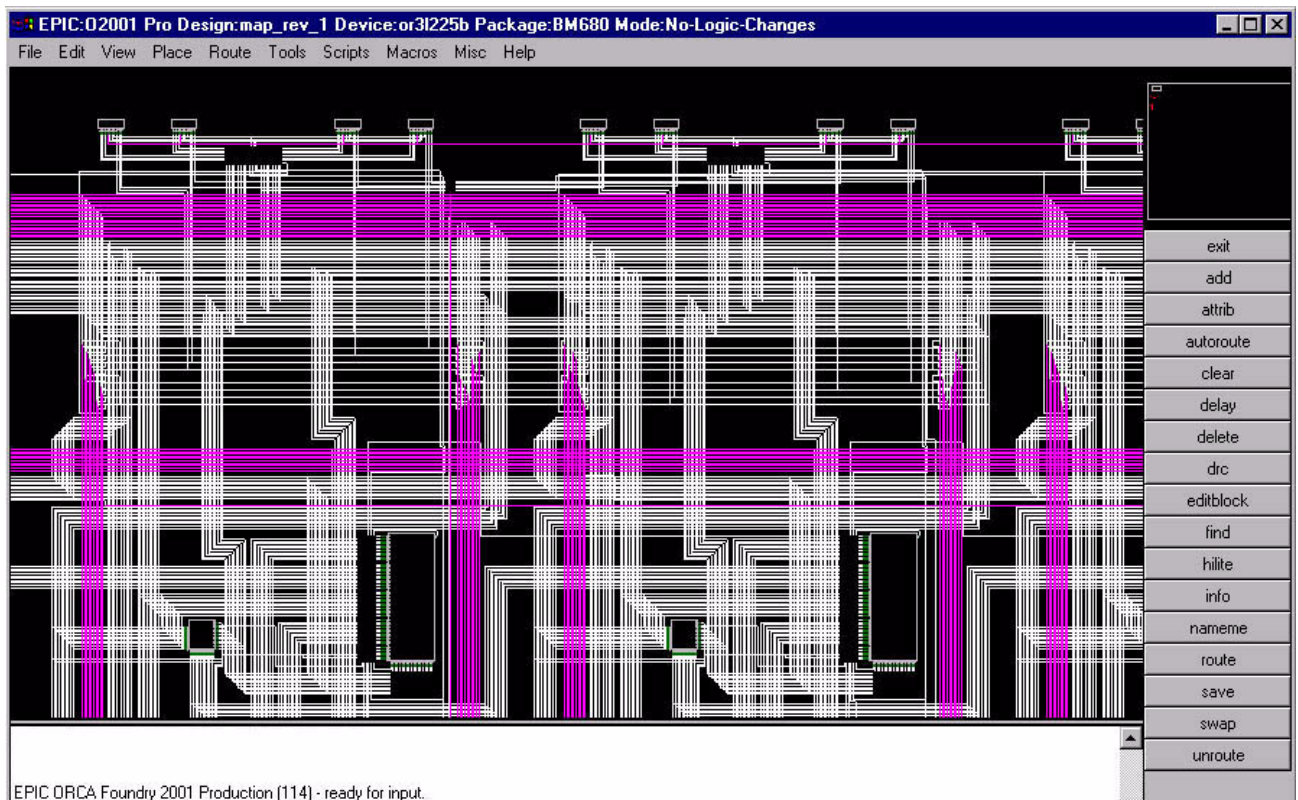 EPIC:O2001 Pro Design:map_rev_1 Device:or3l225b Package:BM680 Mode:No-Logic-Changes
File Edit View Place Route Tools Scripts Macros Misc Help
exit
add
attrib
autoroute
clear
delay
delete
drc
editblock
find
hilite
info
nameme
route
save
swap
unroute
EPIC ORCA Foundry 2001 Production (114) - ready for input.